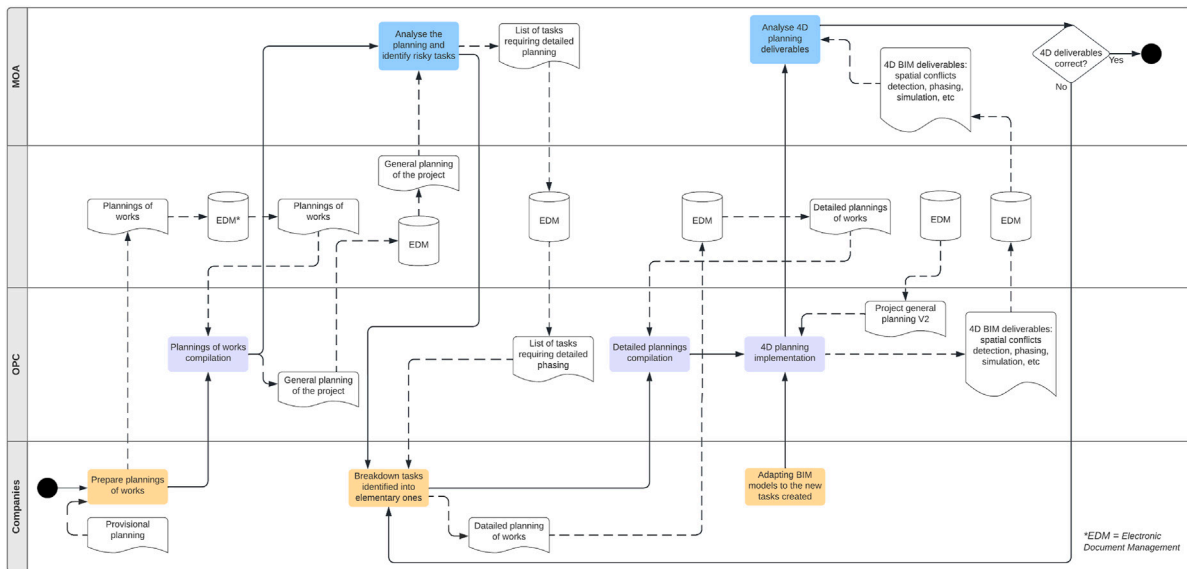 MOA
Analyse the
planning and
identify risky tasks
List of tasks
requiring detailed
planning
Analyse 4D
planning
deliverables
4D BIM deliverables:
spatial conflicts
detection, phasing,
simulation, etc
4D deliverables
correct?
Yes
No
General planning
of the project
Plannings of
works
EDM*
Plannings of
works
EDM
EDM
EDM
Detailed plannings
of works
EDM
EDM
OPC
Plannings of works
compilation
General planning
of the project
List of tasks
requiring detailed
phasing
Detailed plannings
compilation
4D planning
implementation
Project general
planning V2
4D BIM deliverables:
spatial conflicts
detection, phasing,
simulation, etc
Companies
Prepare plannings
of works
Provisional
planning
Breakdown tasks
identified into
elementary ones
Datailed planning
of works
Adapting BIM
models to the new
tasks created
*EDM = Electronic
Document Management